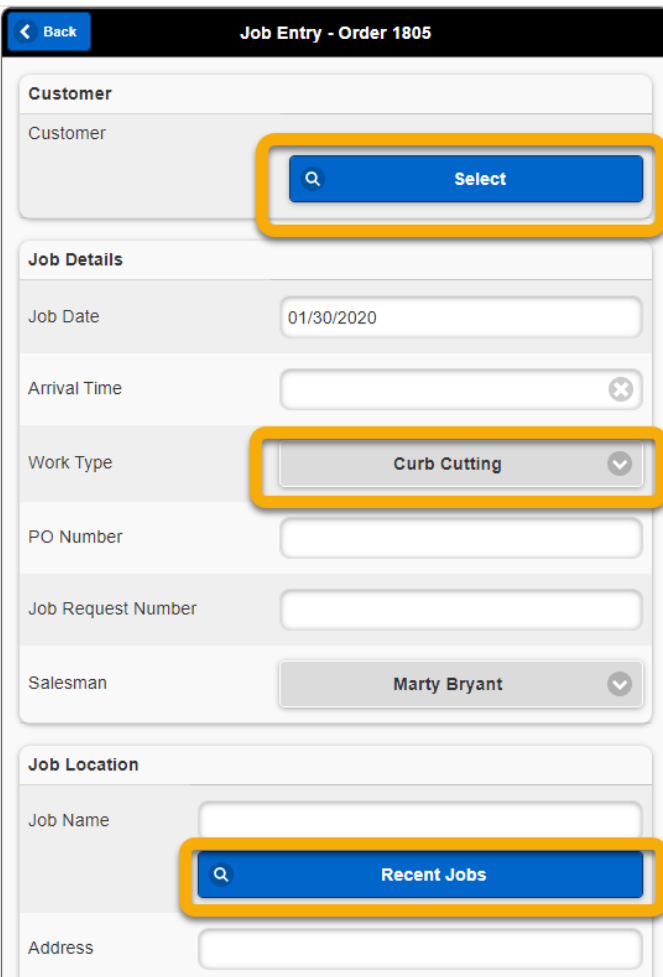 Back
Job Entry - Order 1805
Customer
Customer
Select
Job Details
Job Date
01/30/2020
Arrival Time
Work Type
Curb Cutting
PO Number
Job Request Number
Salesman
Marty Bryant
Job Location
Job Name
Recent Jobs
Address